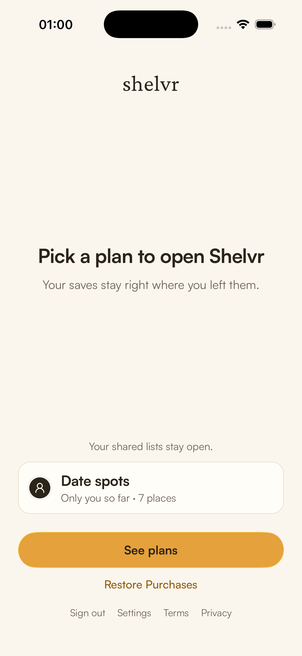 01:00
shelvr
Pick a plan to open Shelvr
Your saves stay right where you left them.
Your shared lists stay open.
Date spots
Only you so far · 7 places
See plans
Restore Purchases
Sign out Settings Terms Privacy